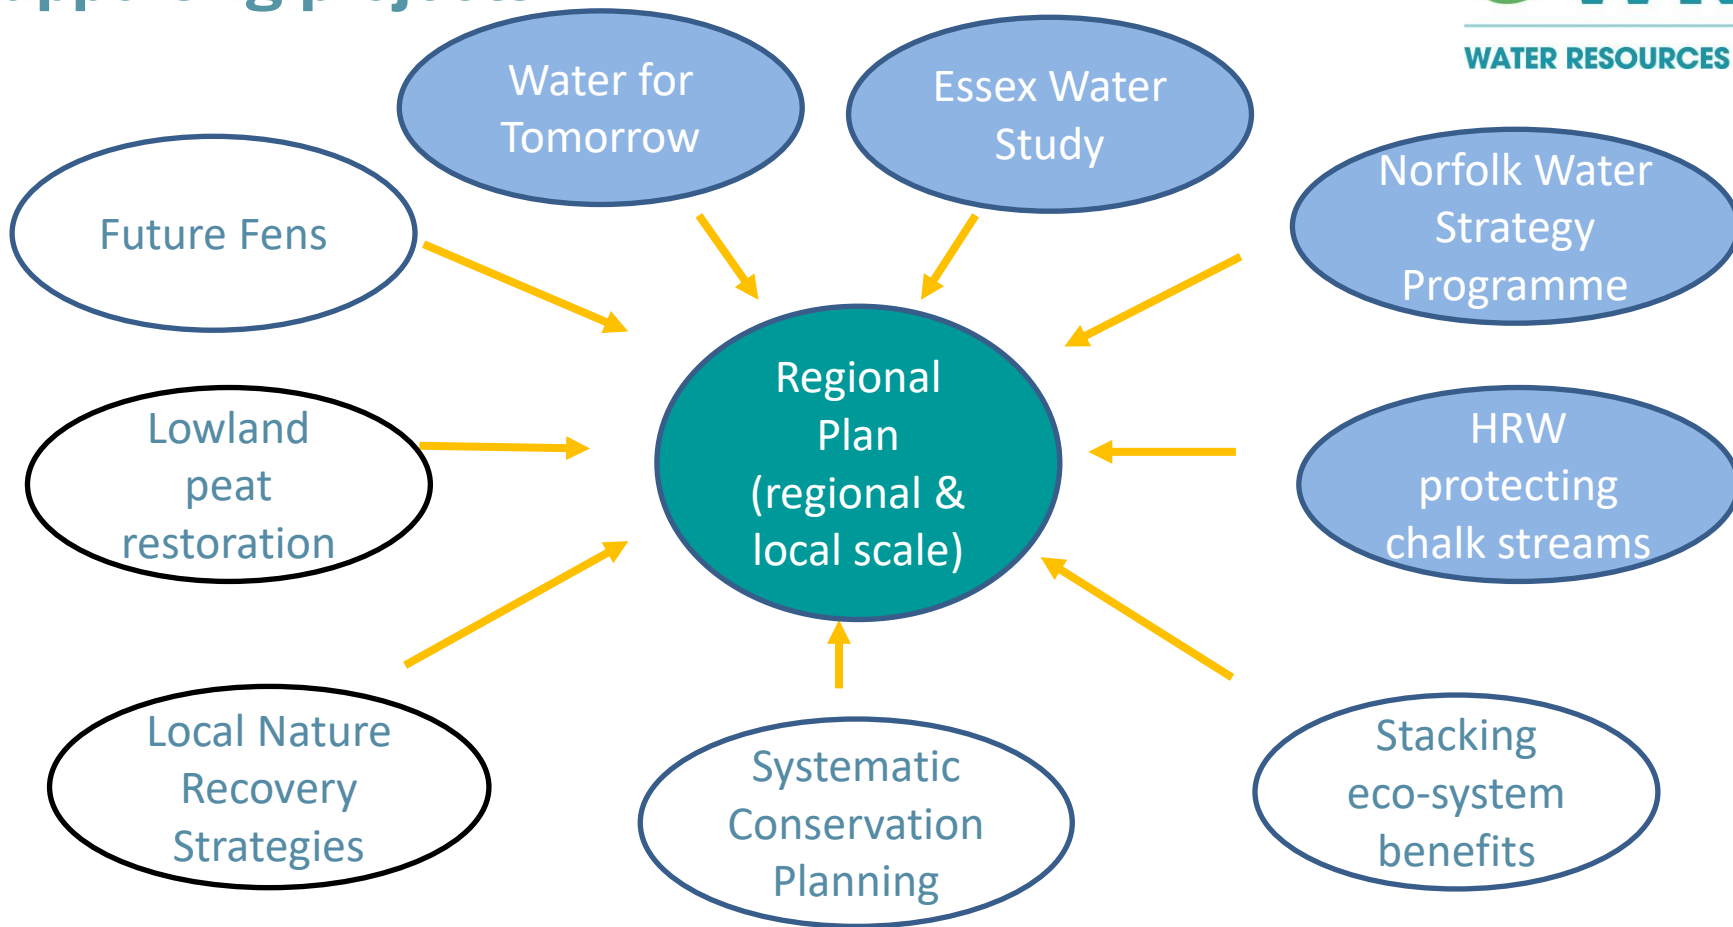 WATER RESOURCES
Water for
Tomorrow
Essex Water
Study
Norfolk Water
Strategy
Programme
Future Fens
Regional
Plan
(regional &
local scale)
Lowland
peat
restoration
HRW
protecting
chalk streams
Local Nature
Recovery
Strategies
Systematic
Conservation
Planning
Stacking
eco-system
benefits